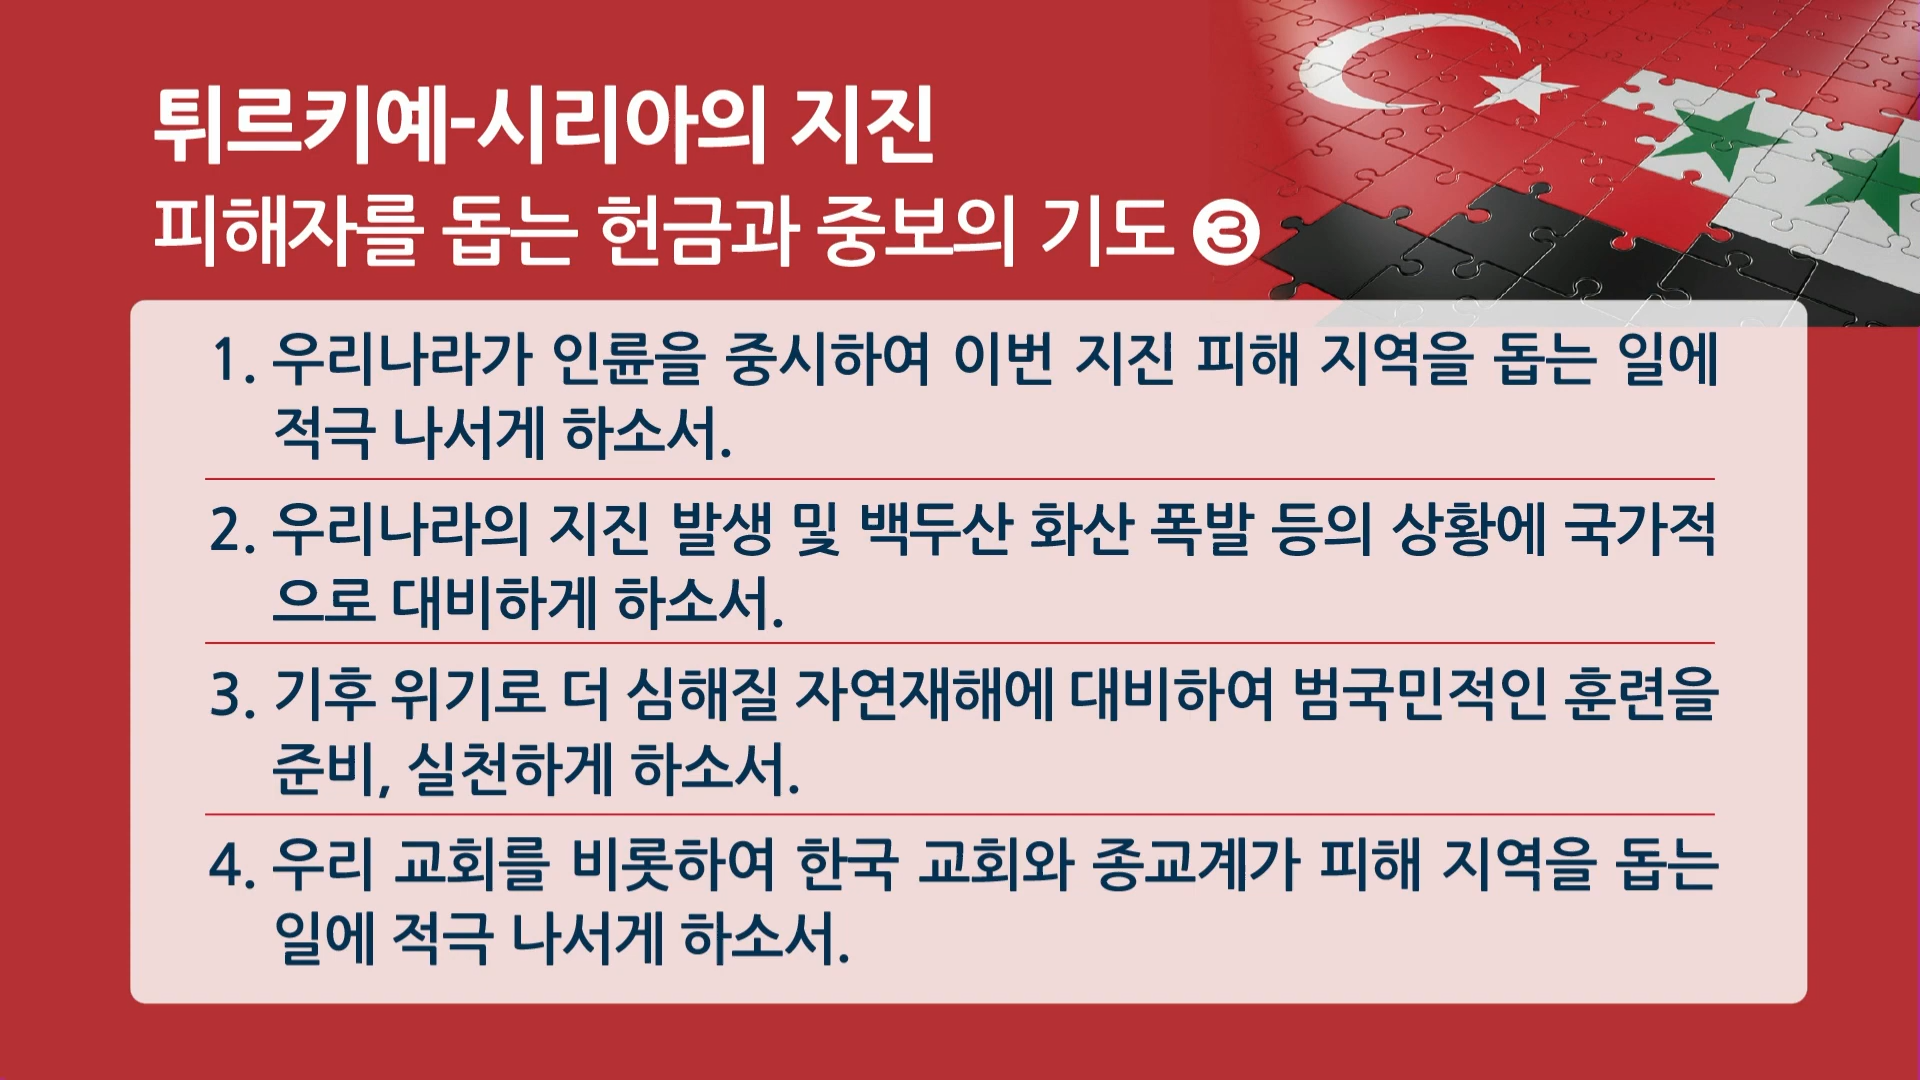 튀르키예-시리아의 지진
피해자를 돕는 헌금과 중보의 기도 ❸
1. 우리나라가 인륜을 중시하여 이번 지진 피해 지역을 돕는 일에
적극 나서게 하소서.
2. 우리나라의 지진 발생 및 백두산 화산 폭발 등의 상황에 국가적
으로 대비하게 하소서.
3. 기후 위기로 더 심해질 자연재해에 대비하여 범국민적인 훈련을
준비, 실천하게 하소서.
4. 우리 교회를 비롯하여 한국 교회와 종교계가 피해 지역을 돕는
일에 적극 나서게 하소서.